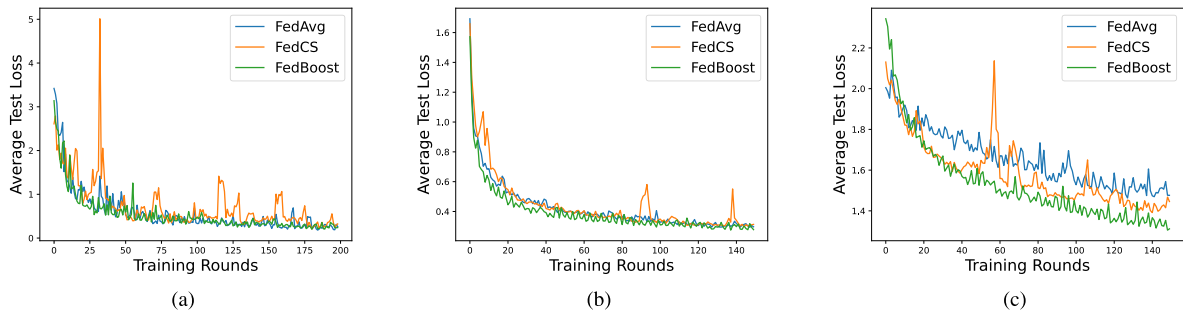 Average Test Loss
5
4
3
2
1
0
0 25 50 75 100 125 150 175 200
Training Rounds
FedAvg
FedCS
FedBoost
(a)
Average Test Loss
1.6
1.4
1.2
1.0
0.8
0.6
0.4
0 20 40 60 80 100 120 140
Training Rounds
FedAvg
FedCS
FedBoost
(b)
Average Test Loss
2.2
2.0
1.8
1.6
1.4
0 20 40 60 80 100 120 140
Training Rounds
FedAvg
FedCS
FedBoost
(c)